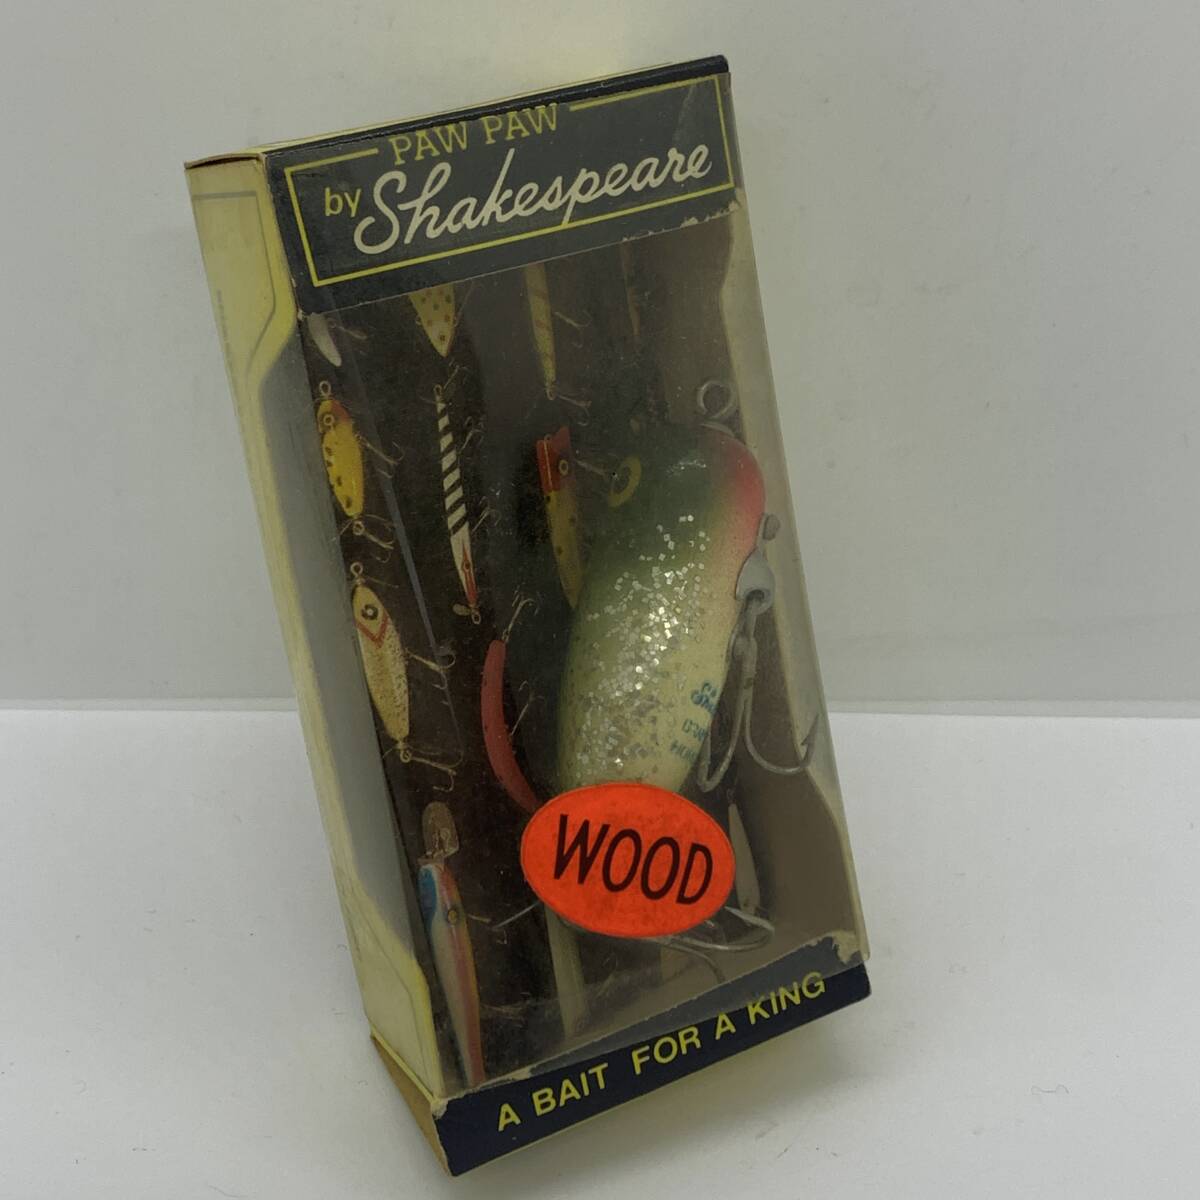 PAW PAW
by Shakespeare
WOOD
A BAIT FOR A KING